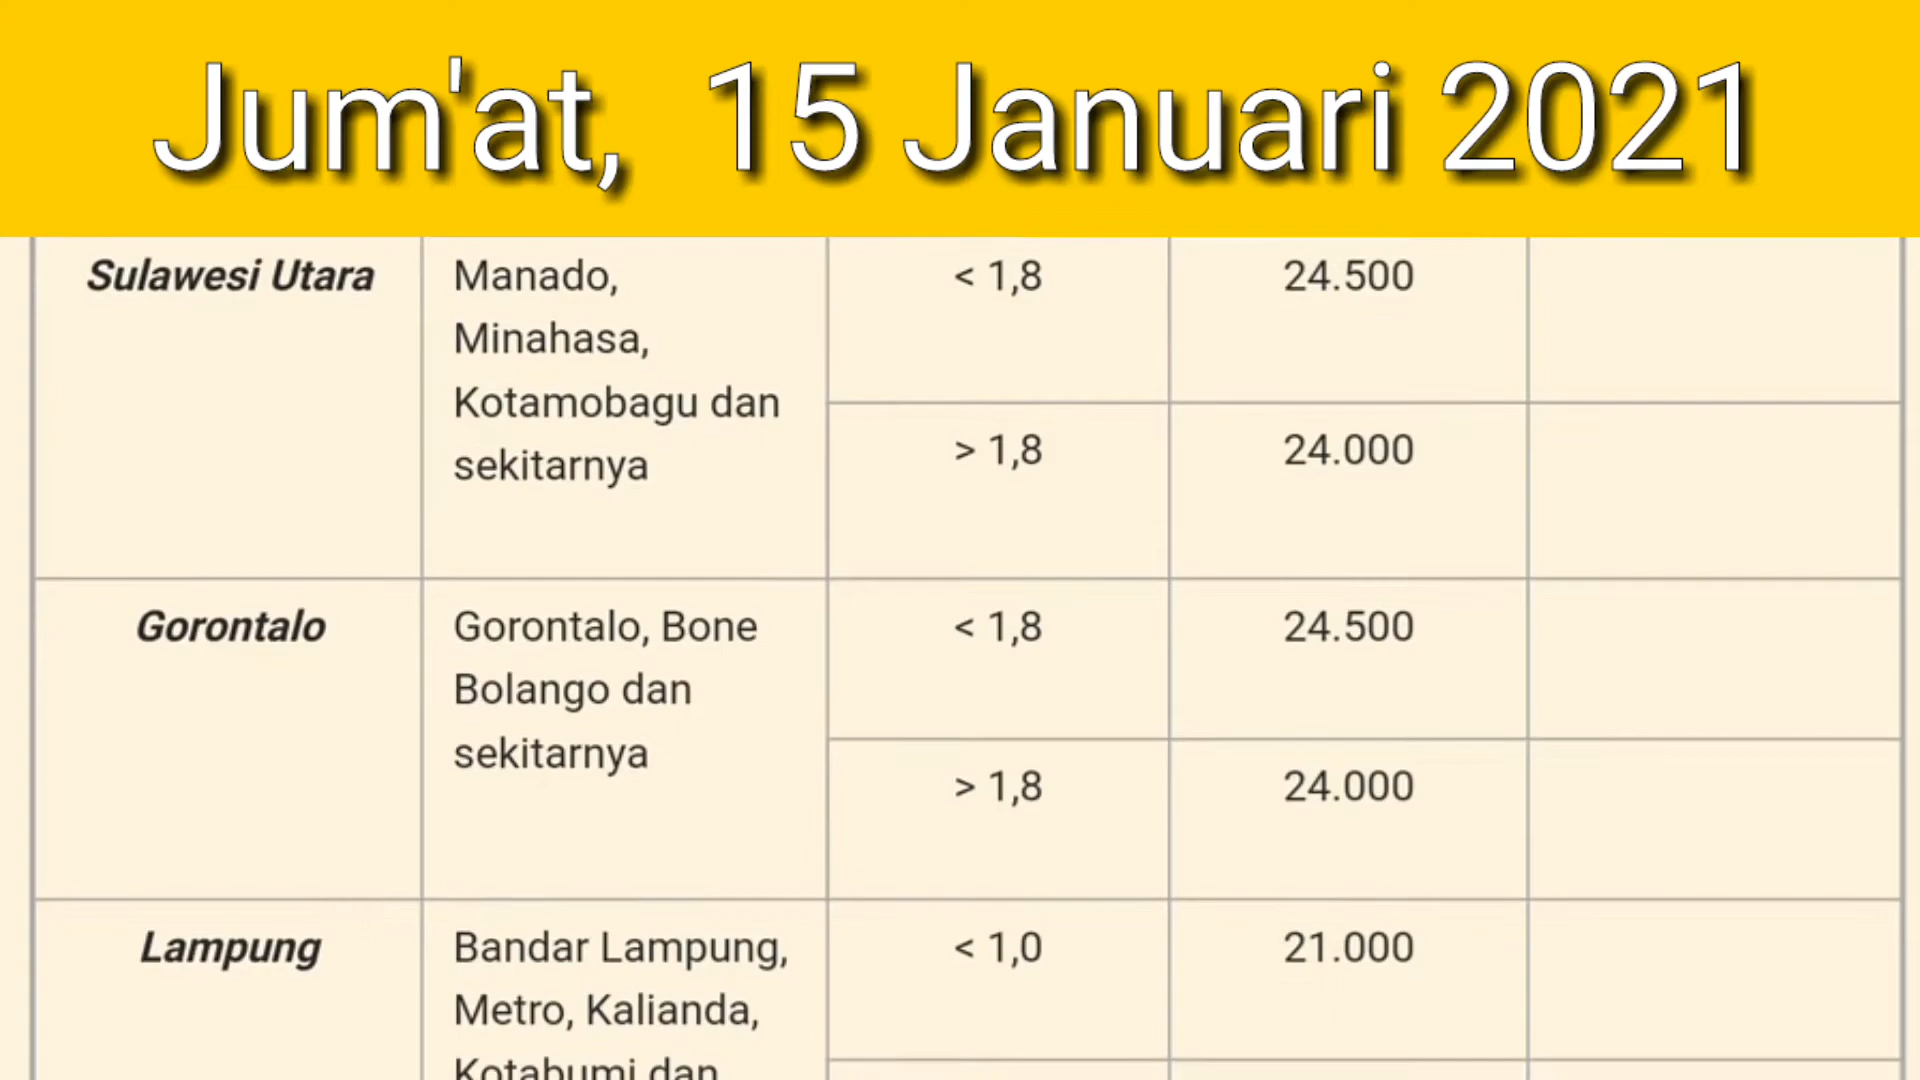 Jum'at, 15 Januari 2021
Sulawesi Utara
Manado,
Minahasa,
Kotamobagu dan
sekitarnya
< 1,8
24.500
> 1,8
24.000
Gorontalo
Gorontalo, Bone
Bolango dan
sekitarnya
< 1,8
24.500
> 1,8
24.000
Lampung
Bandar Lampung,
Metro, Kalianda,
Kotabumi dan
< 1,0
21.000